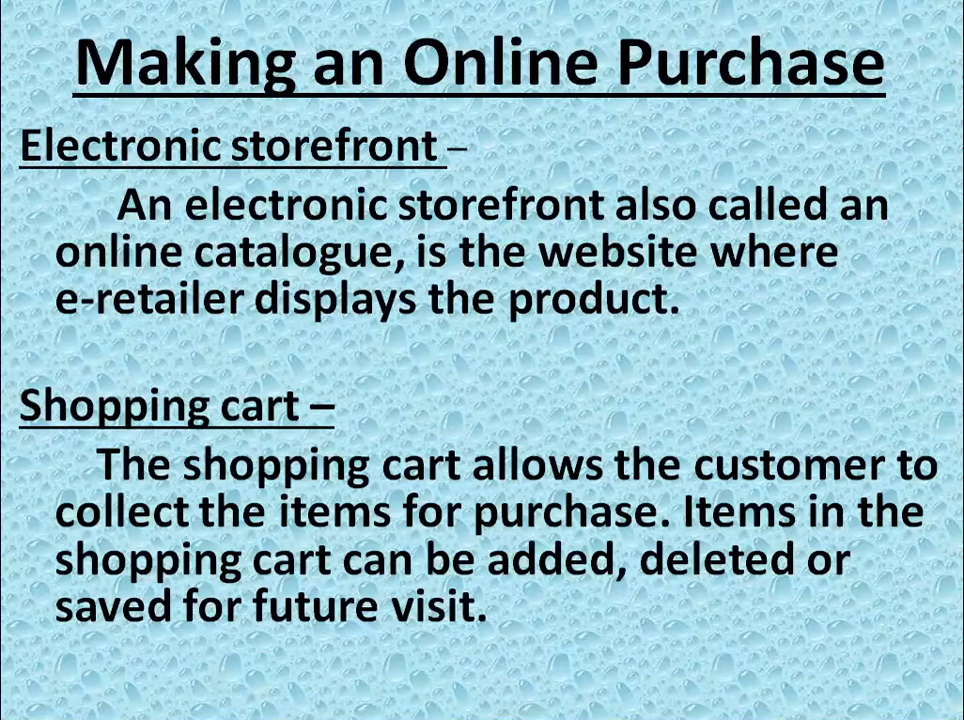 Making an Online Purchase
Electronic storefront –
An electronic storefront also called an
online catalogue, is the website where
e-retailer displays the product.
Shopping cart –
The shopping cart allows the customer to
collect the items for purchase. Items in the
shopping cart can be added, deleted or
saved for future visit.